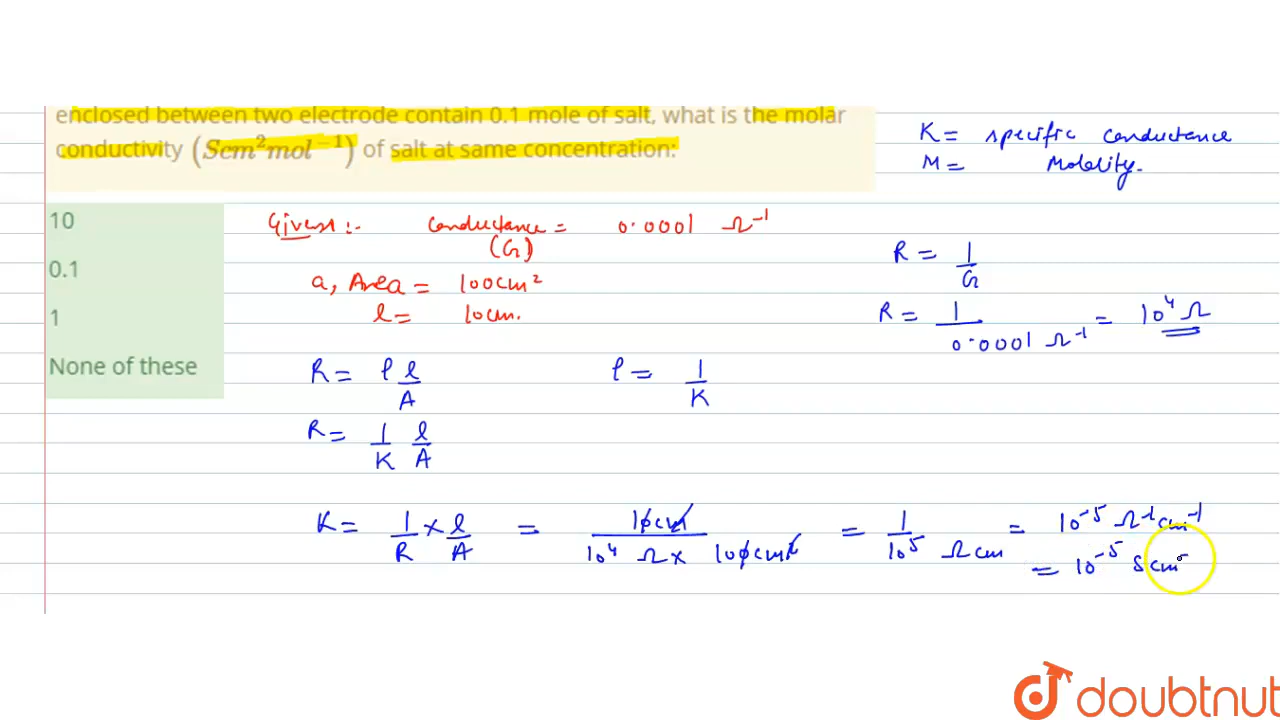 enclosed between two electrode contain 0.1 mole of salt, what is the molar
conductivity (Scm²mol⁻¹) of salt at same concentration:
K = specific conductance
M = Molality.
10
0.1
1
None of these
Given :- Conductance = 0.0001 Ω⁻¹
(G)
a, Area = 100cm²
l = 10cm.
R = 1/G
R = 1/0.0001 Ω⁻¹ = 10⁴ Ω
R = ρ l/A ρ = 1/K
R = 1/K l/A
K = 1/R × l/A = 10cm/10⁴ Ω × 100cm² = 1/10⁵ Ω cm = 10⁻⁵ Ω⁻¹ cm⁻¹
= 10⁻⁵ S cm⁻
doubtnut